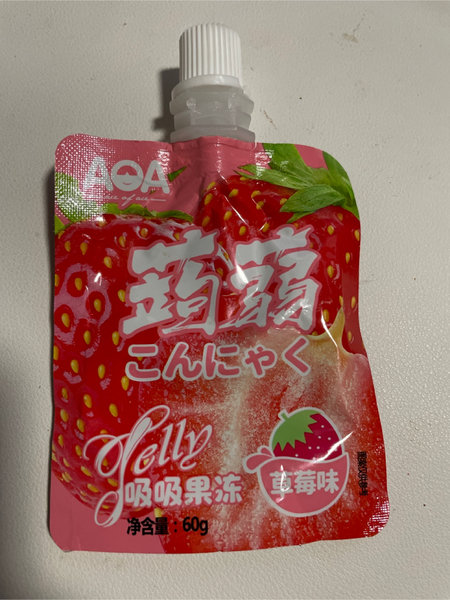 AOA
蒟蒻
こんにゃく
Jelly
吸吸果冻
草莓味
净含量：60g